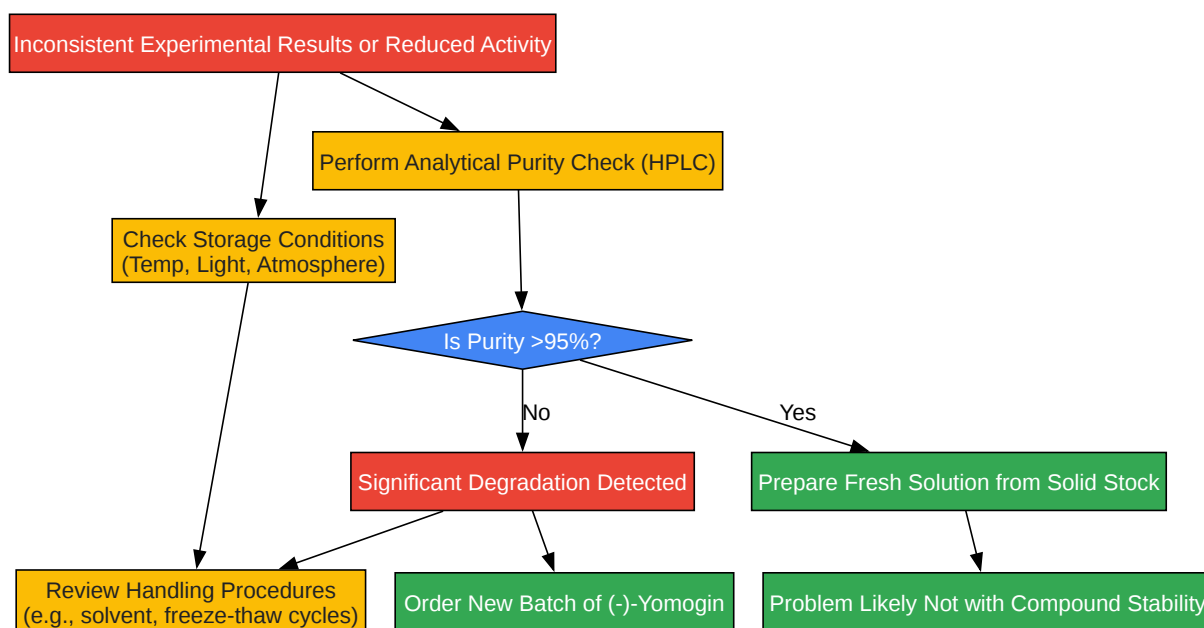 Inconsistent Experimental Results or Reduced Activity
Perform Analytical Purity Check (HPLC)
Check Storage Conditions
(Temp, Light, Atmosphere)
Is Purity >95%?
No
Yes
Significant Degradation Detected
Prepare Fresh Solution from Solid Stock
Review Handling Procedures
(e.g., solvent, freeze-thaw cycles)
Order New Batch of (-)-Yomogin
Problem Likely Not with Compound Stability